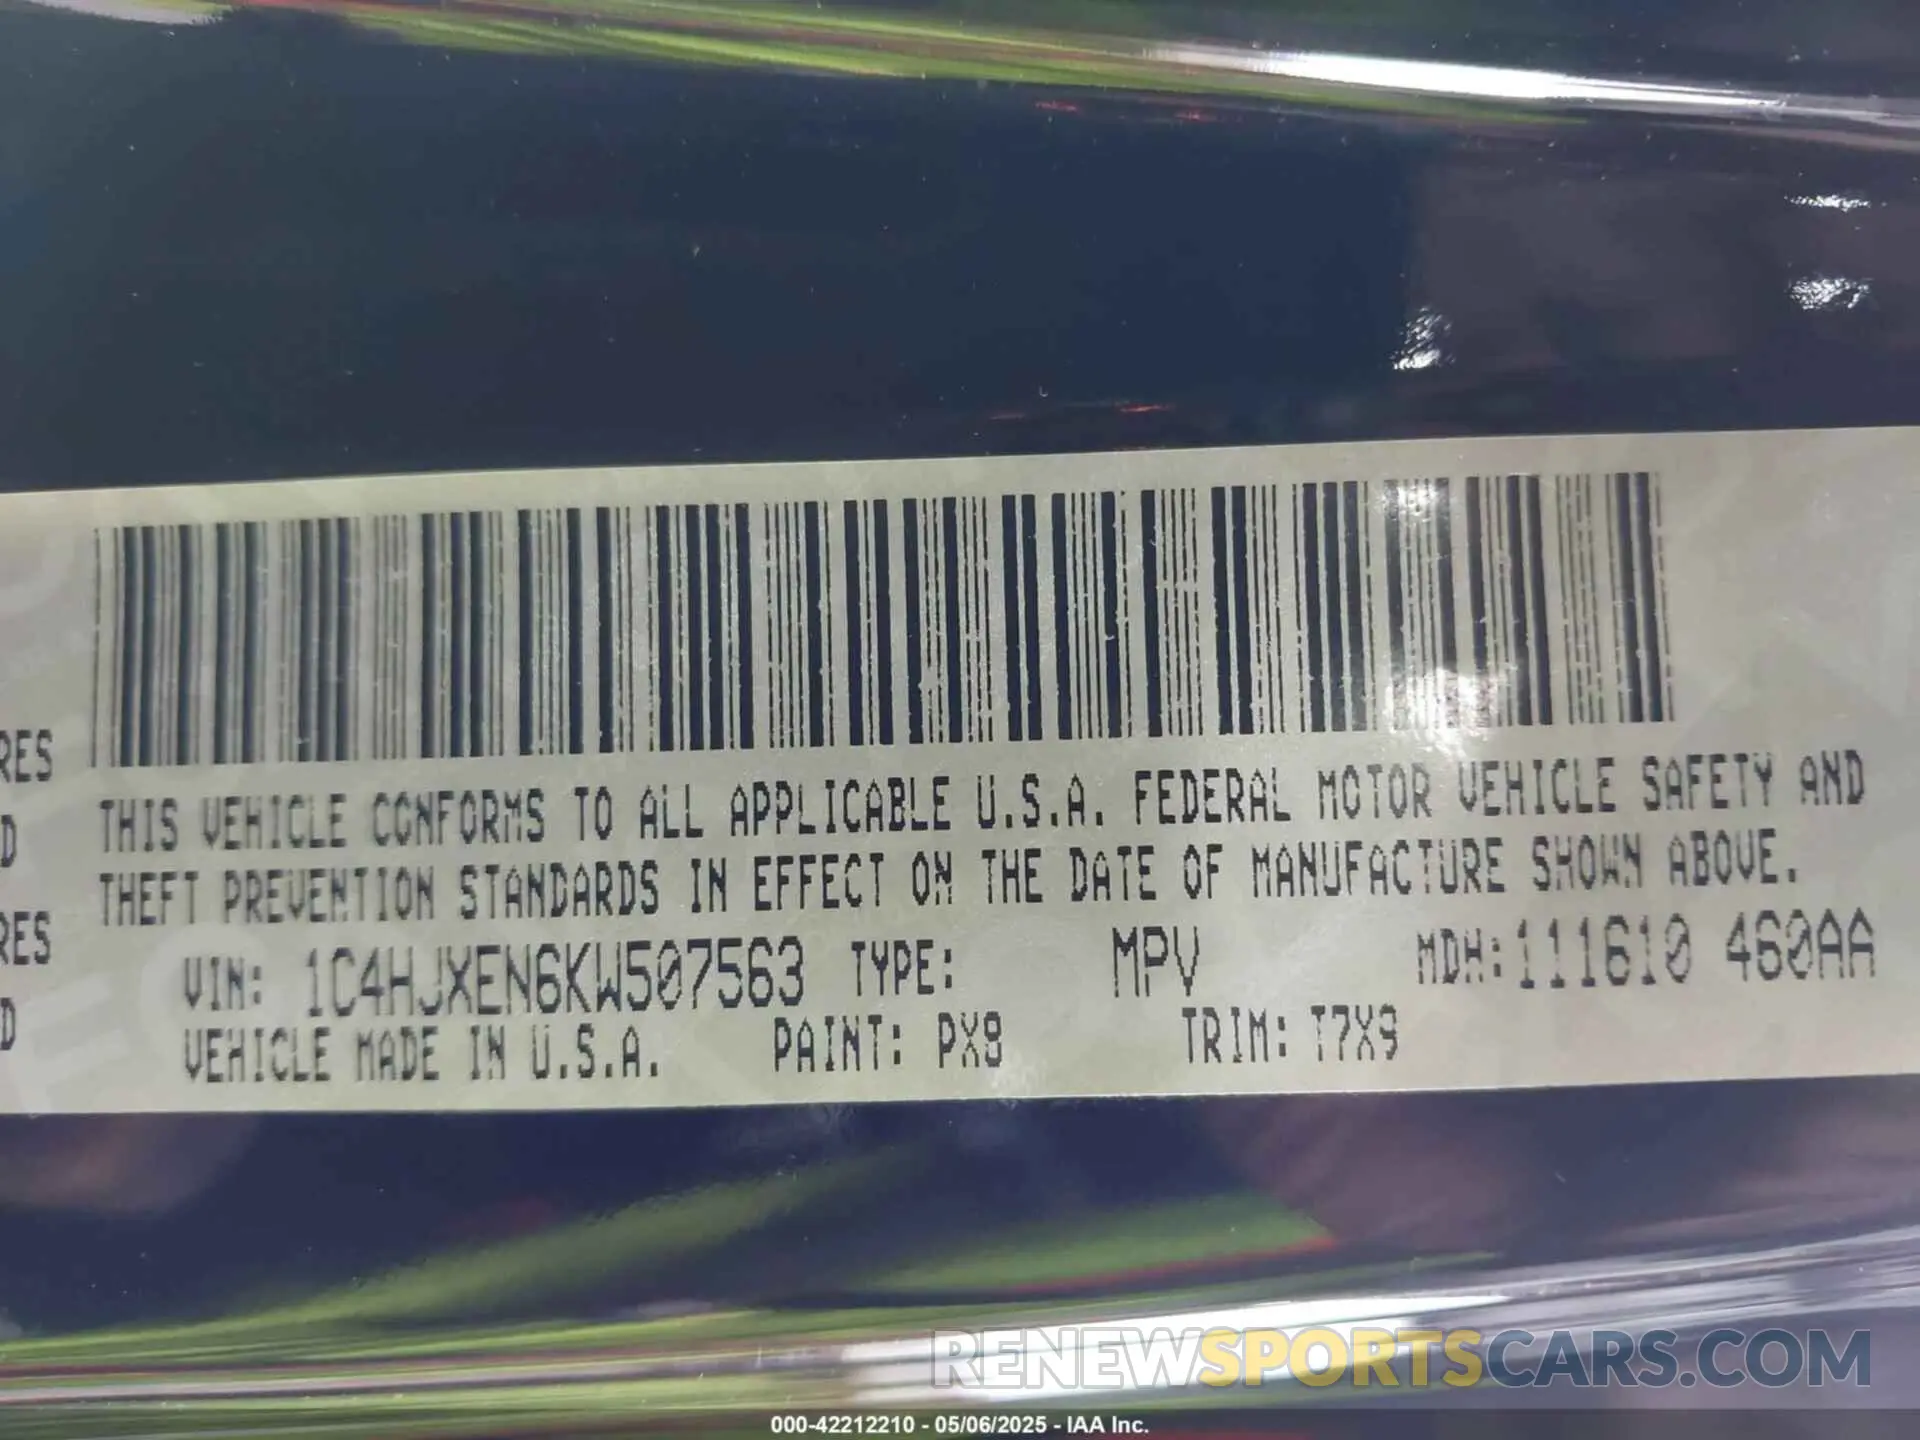 RES
D
RES
D
THIS VEHICLE CONFORMS TO ALL APPLICABLE U.S.A. FEDERAL MOTOR VEHICLE SAFETY AND
THEFT PREVENTION STANDARDS IN EFFECT ON THE DATE OF MANUFACTURE SHOWN ABOVE.
VIN: 1C4HJXEN6KW507563 TYPE: MPV MDH:111610 460AA
VEHICLE MADE IN U.S.A. PAINT: PX8 TRIM: T7X9
RENEWSPORTSCARS.COM
000-42212210 - 05/06/2025 - IAA Inc.